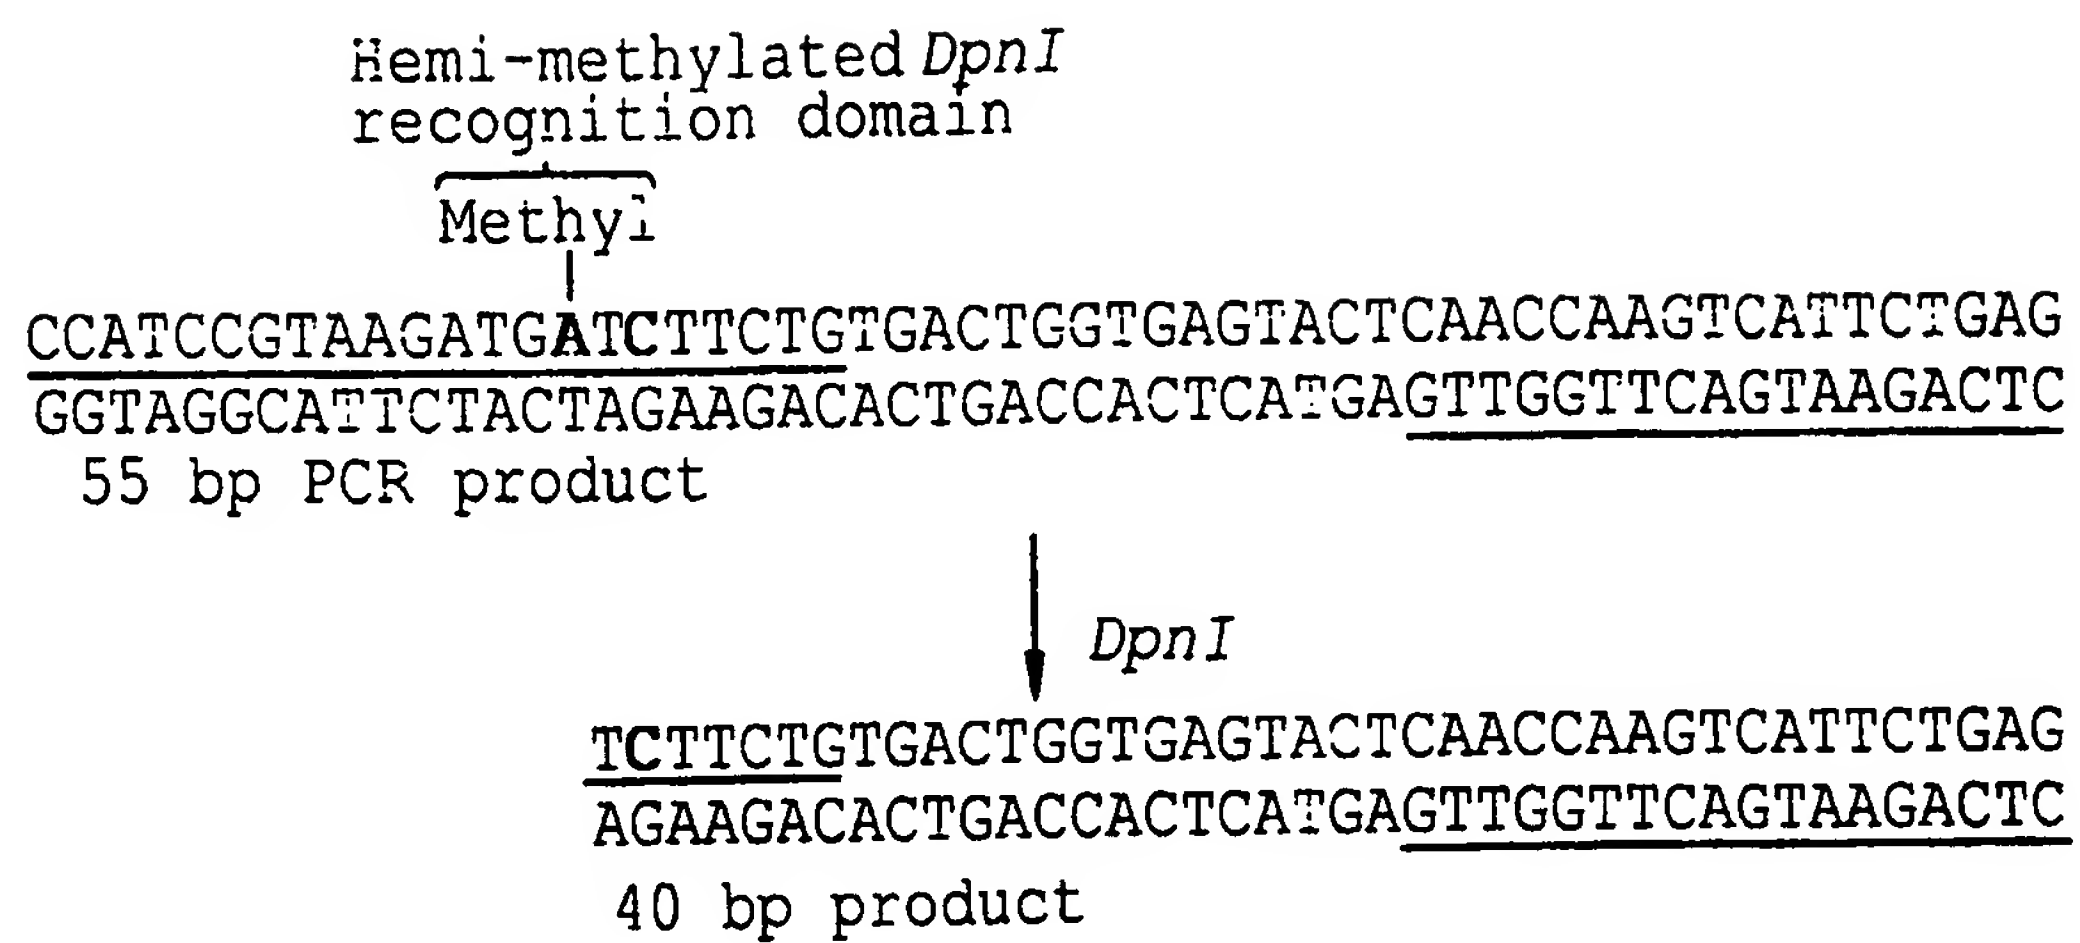 Hemi-methylated DpnI
recognition domain
Methyl
CCATCCGTAAGATGATCTTCTGTGACTGGTGAGTACTCAACCAAGTCATTCTGAG
GGTAGGCATTCTACTAGAAGACACTGACCACTCATGAGTTGGTTCAGTAAGACTC
55 bp PCR product
DpnI
TCTTCTGTGACTGGTGAGTACTCAACCAAGTCATTCTGAG
AGAAGACACTGACCACTCATGAGTTGGTTCAGTAAGACTC
40 bp product